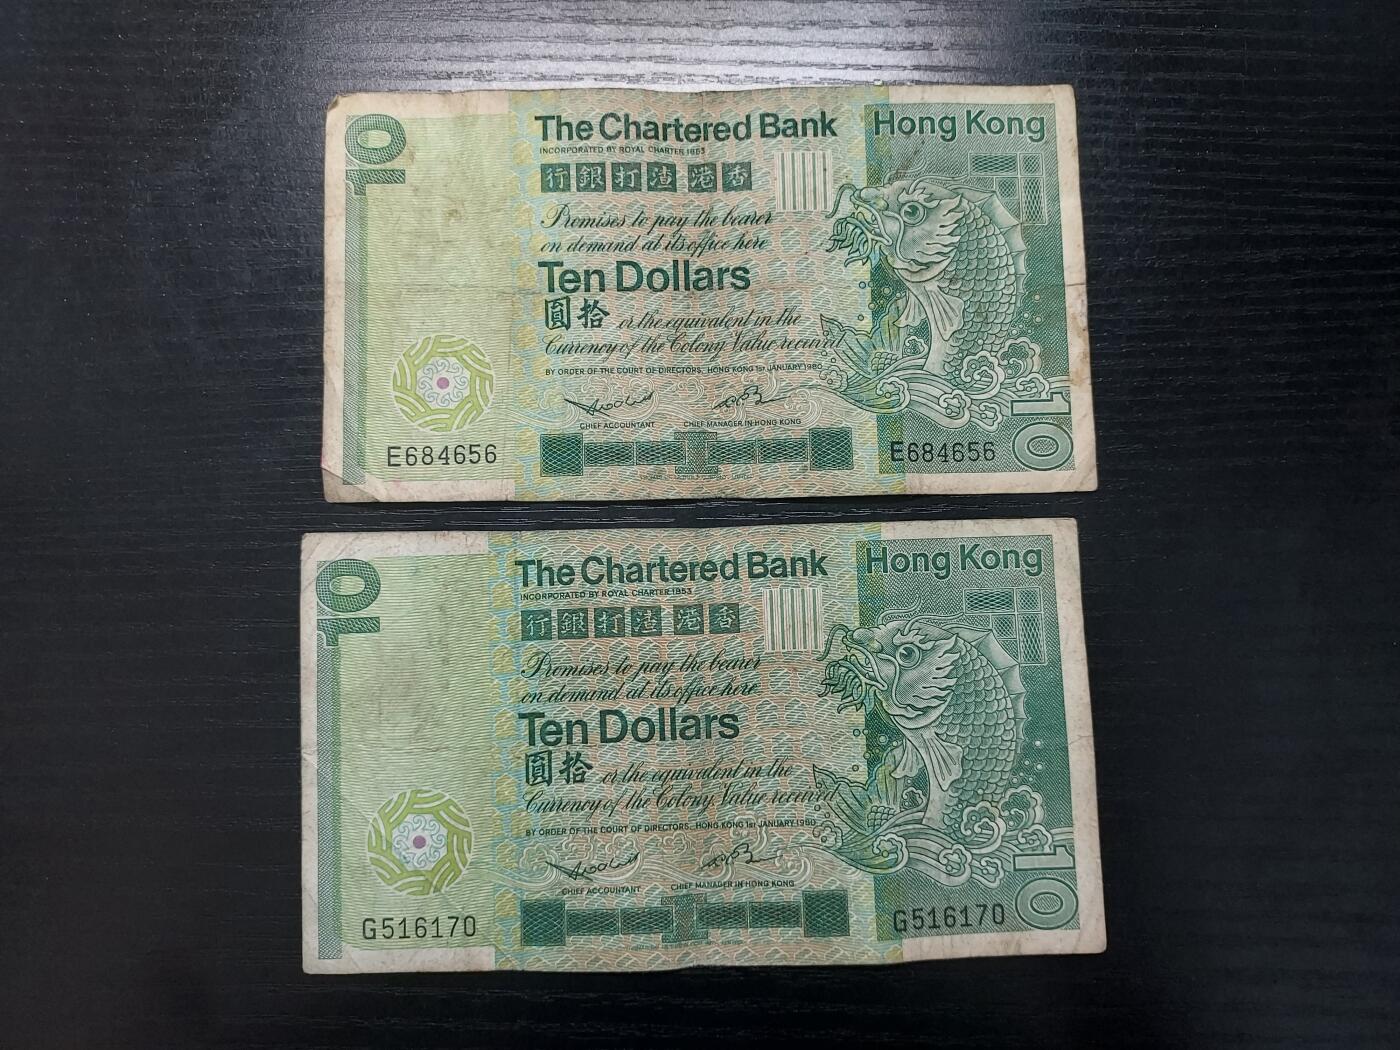 10
The Chartered Bank
Hong Kong
INCORPORATED BY ROYAL CHARTER 1853
行銀打渣港香
Promises to pay the bearer
on demand at its office here
Ten Dollars
圓拾 or the equivalent in the
Currency of the Colony Value received
BY ORDER OF THE COURT OF DIRECTORS, HONG KONG 1ST JANUARY 1980
CHIEF ACCOUNTANT
CHIEF MANAGER IN HONG KONG
E684656
E684656
10
10
The Chartered Bank
Hong Kong
INCORPORATED BY ROYAL CHARTER 1853
行銀打渣港香
Promises to pay the bearer
on demand at its office here
Ten Dollars
圓拾 or the equivalent in the
Currency of the Colony Value received
BY ORDER OF THE COURT OF DIRECTORS, HONG KONG 1ST JANUARY 1980
CHIEF ACCOUNTANT
CHIEF MANAGER IN HONG KONG
G516170
G516170
10